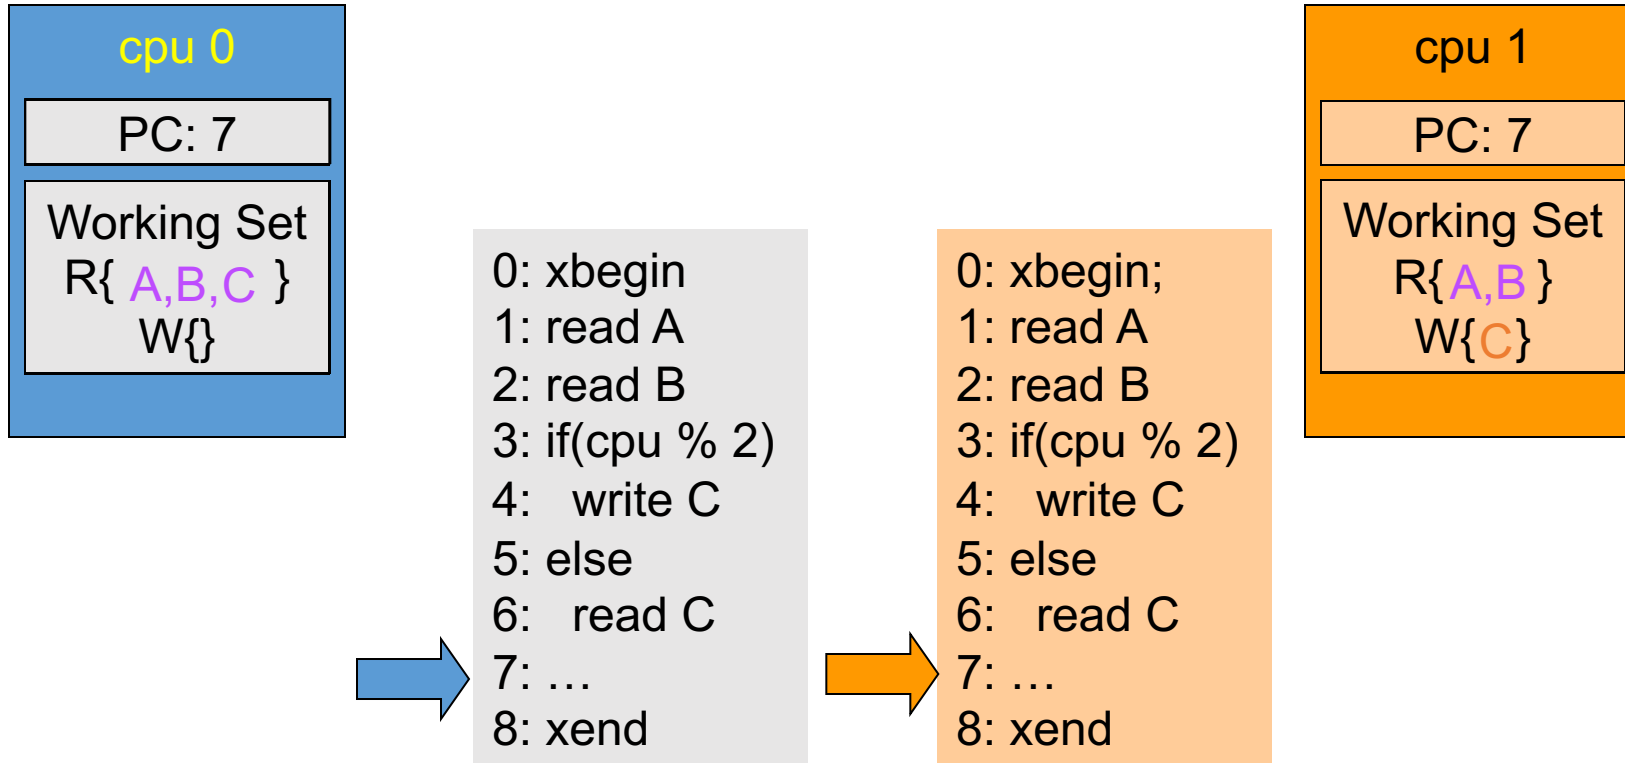 cpu 0
PC: 7
Working Set
R{ A,B,C }
W{}
0: xbegin
1: read A
2: read B
3: if(cpu % 2)
4: write C
5: else
6: read C
7: …
8: xend
0: xbegin;
1: read A
2: read B
3: if(cpu % 2)
4: write C
5: else
6: read C
7: …
8: xend
cpu 1
PC: 7
Working Set
R{A,B }
W{C}